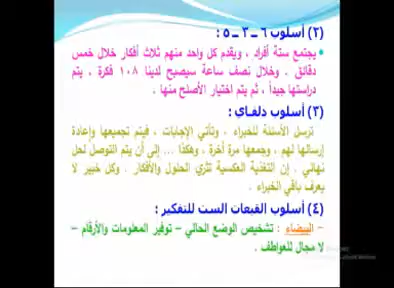 (٢) أسلوب ٦ ـ ٣ ـ ٥ :
• يجتمع ستة أفراد ، ويقدم كل واحد منهم ثلاث أفكار خلال خمس
دقائق . وخلال نصف ساعة سيصبح لدينا ١٠٨ فكرة ، يتم
دراستها جيداً ، ثم يتم اختيار الأصلح منها .
(٣) أسلوب دلفاي :
ترسل الأسئلة للخبراء . وتأتي الإجابات ، فيتم تجميعها وإعادة
إرسالها لهم ، وجمعها مرة أخرة ، وهكذا ... إلى أن يتم التوصل لحل
نهائي . إن التغذية العكسية تثري الحلول والأفكار . وكل خبير لا
يعرف باقي الخبراء .
(٤) أسلوب القبعات الست للتفكير :
– البيضاء : تشخيص الوضع الحالي – توفير المعلومات والأرقام –
لا مجال للعواطف .